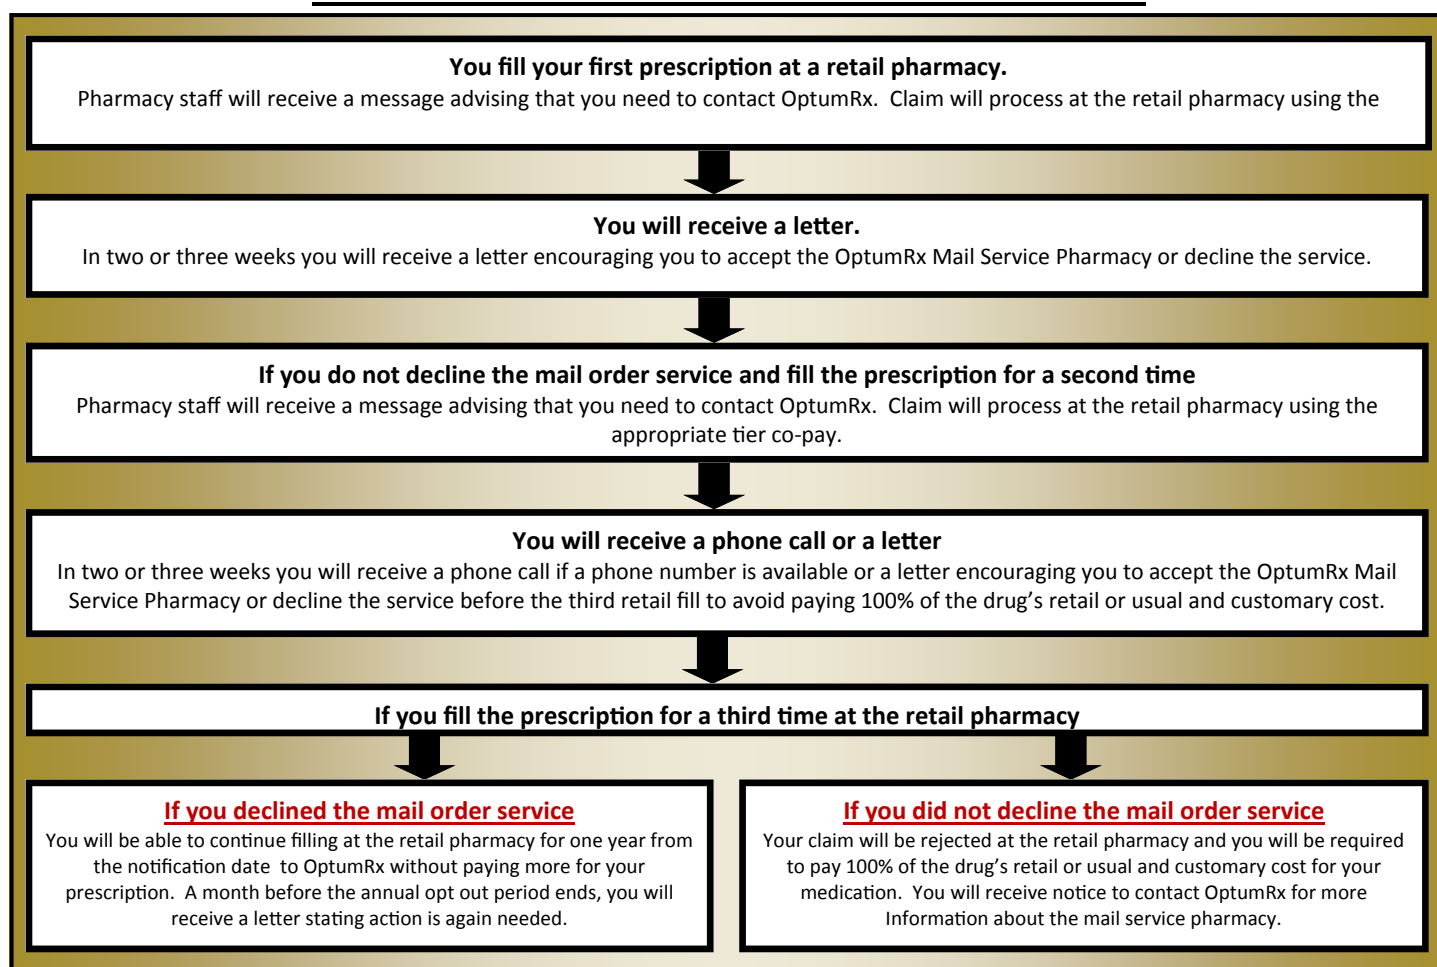 You fill your first prescription at a retail pharmacy.
Pharmacy staff will receive a message advising that you need to contact OptumRx.  Claim will process at the retail pharmacy using the
You will receive a letter.
In two or three weeks you will receive a letter encouraging you to accept the OptumRx Mail Service Pharmacy or decline the service.
If you do not decline the mail order service and fill the prescription for a second time
Pharmacy staff will receive a message advising that you need to contact OptumRx.  Claim will process at the retail pharmacy using the
appropriate tier co-pay.
You will receive a phone call or a letter
In two or three weeks you will receive a phone call if a phone number is available or a letter encouraging you to accept the OptumRx Mail
Service Pharmacy or decline the service before the third retail fill to avoid paying 100% of the drug’s retail or usual and customary cost.
If you fill the prescription for a third time at the retail pharmacy
If you declined the mail order service
You will be able to continue filling at the retail pharmacy for one year from
the notification date  to OptumRx without paying more for your
prescription.  A month before the annual opt out period ends, you will
receive a letter stating action is again needed.
If you did not decline the mail order service
Your claim will be rejected at the retail pharmacy and you will be required
to pay 100% of the drug’s retail or usual and customary cost for your
medication.  You will receive notice to contact OptumRx for more
Information about the mail service pharmacy.